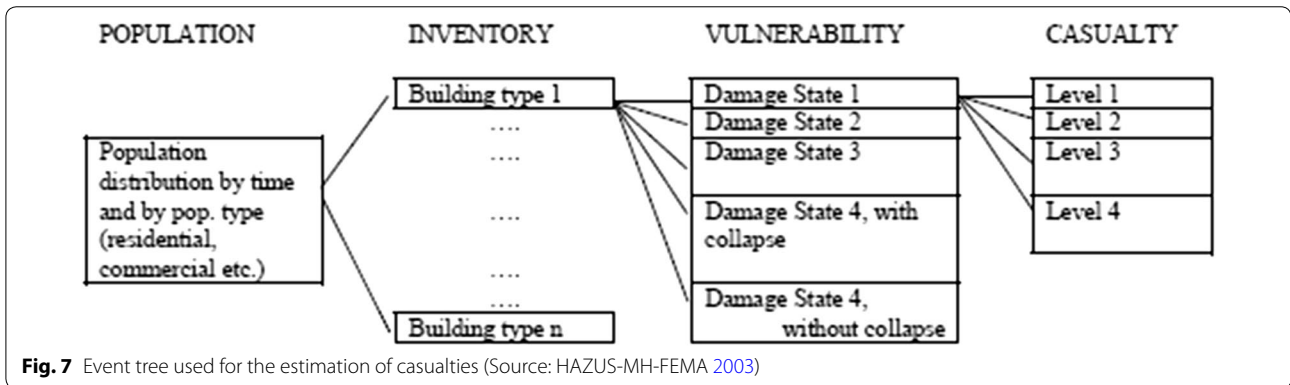 POPULATION INVENTORY VULNERABILITY CASUALTY
Population
distribution by time
and by pop. type
(residential,
commercial etc.)
Building type 1
....
....
....
....
....
Building type n
Damage State 1
Damage State 2
Damage State 3
Damage State 4, with
collapse
Damage State 4,
without collapse
Level 1
Level 2
Level 3
Level 4
Fig. 7 Event tree used for the estimation of casualties (Source: HAZUS-MH-FEMA 2003)